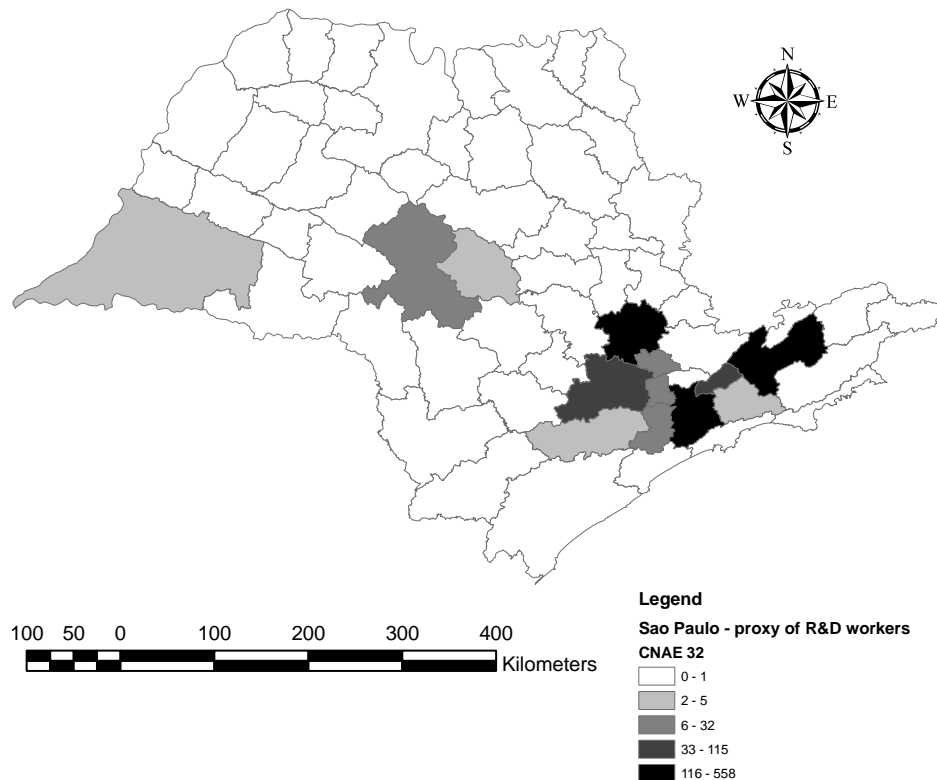 N
W E
S
100 50 0 100 200 300 400
Kilometers
Legend
Sao Paulo - proxy of R&D workers
CNAE 32
0 - 1
2 - 5
6 - 32
33 - 115
116 - 558